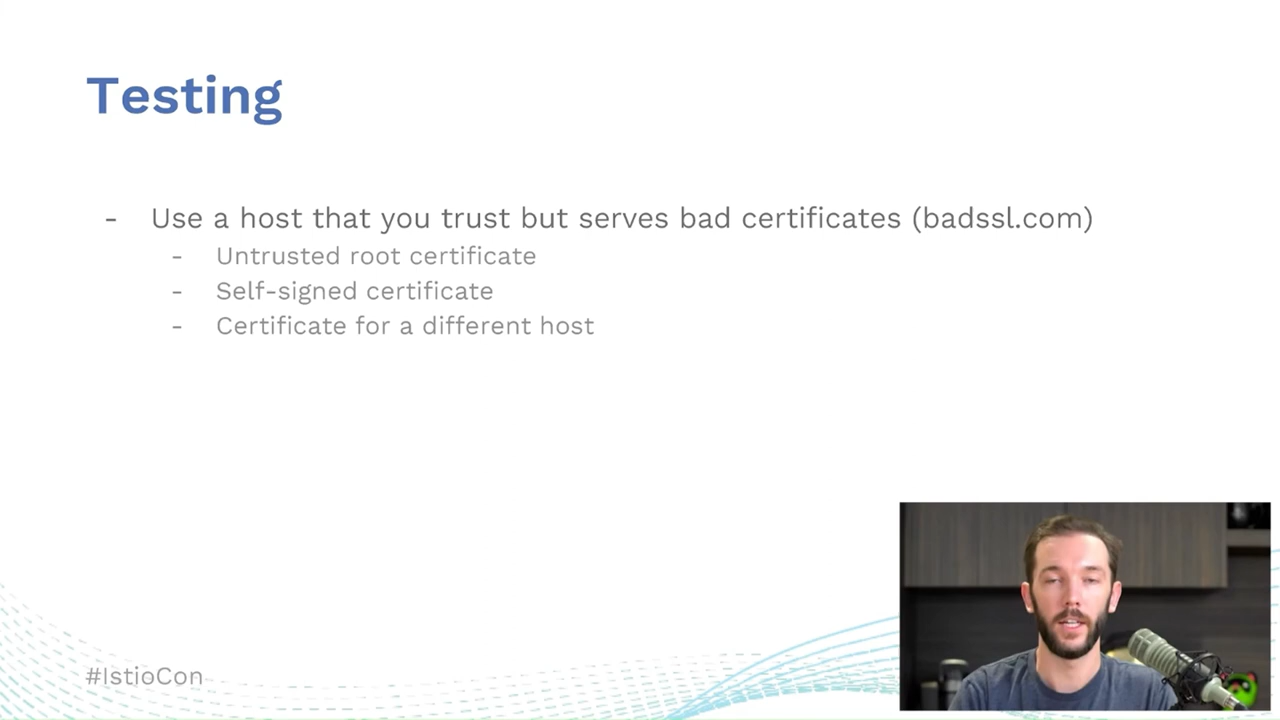 Testing
- Use a host that you trust but serves bad certificates (badssl.com)
- Untrusted root certificate
- Self-signed certificate
- Certificate for a different host
#IstioCon